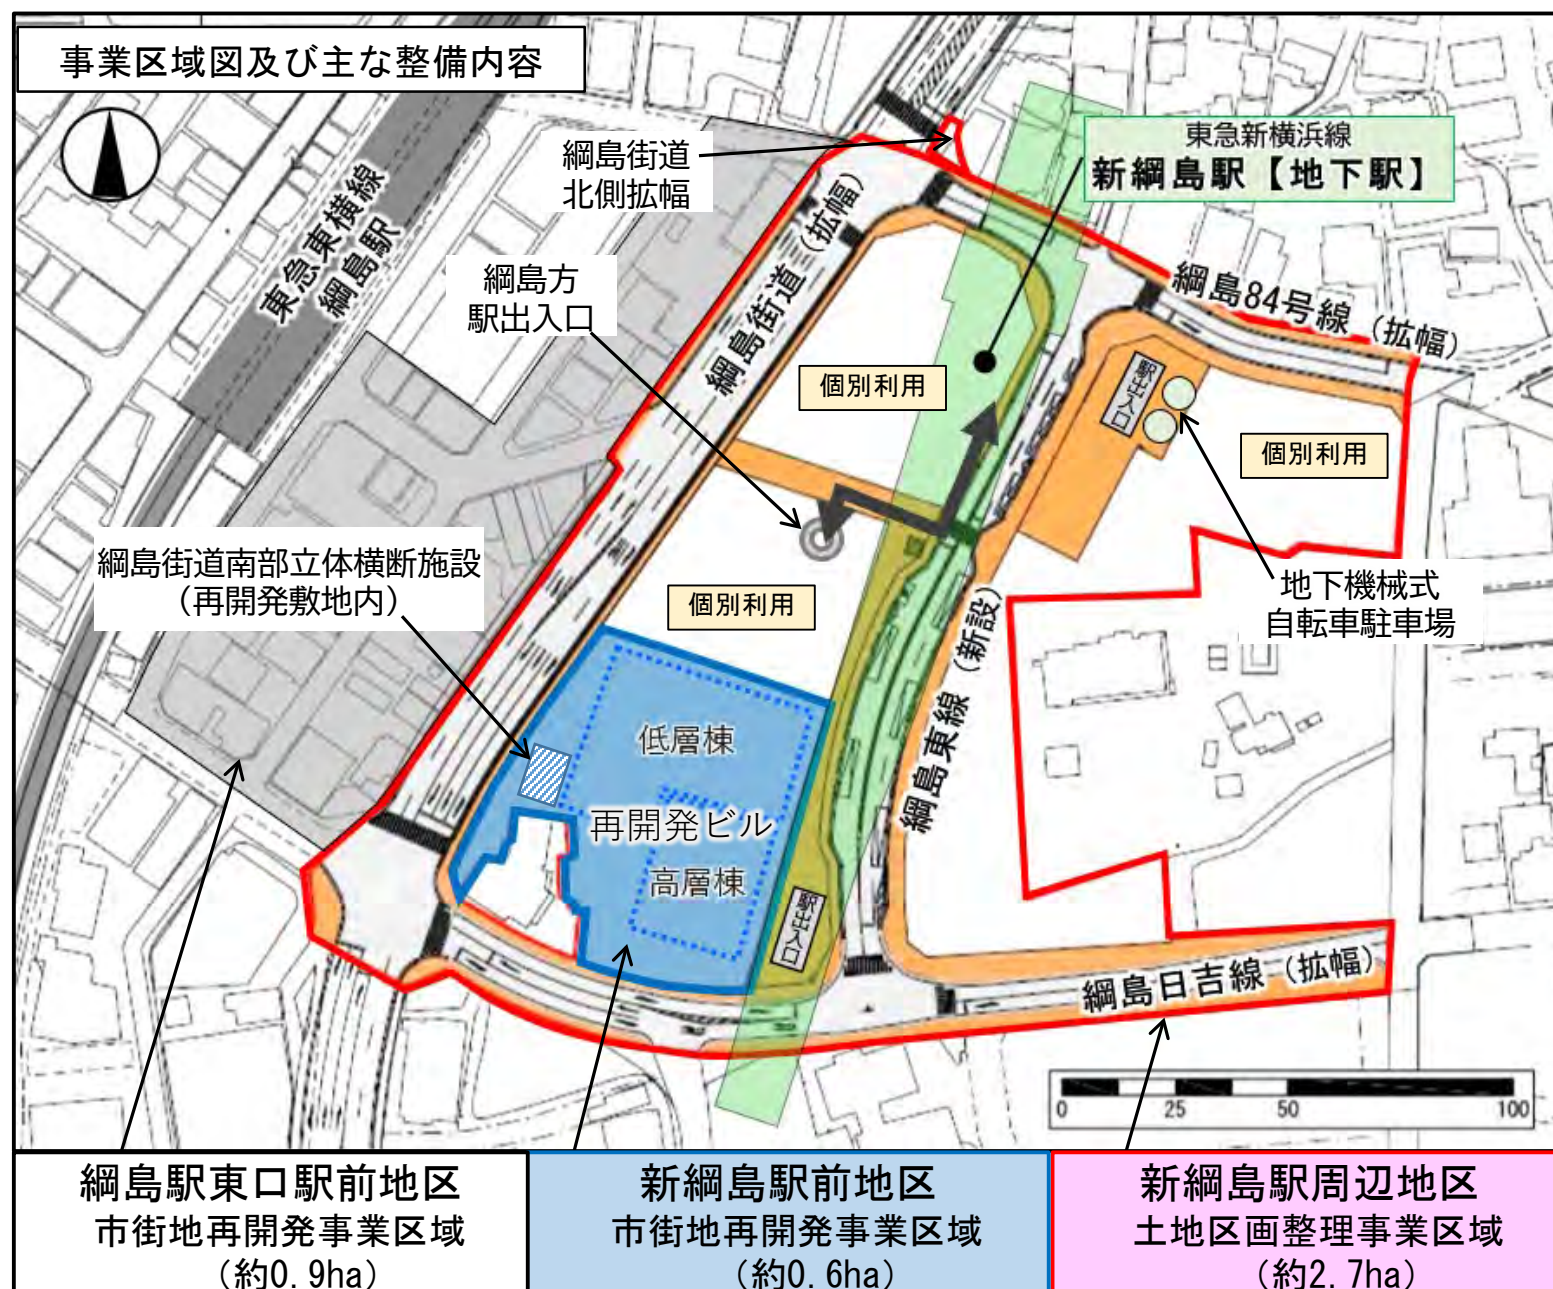 事業区域図及び主な整備内容
東急新横浜線
新綱島駅【地下駅】
綱島街道
北側拡幅
東急東横線
綱島駅
綱島街道（拡幅）
綱島84号線（拡幅）
綱島方
駅出入口
個別利用
駅出入口
個別利用
綱島街道南部立体横断施設
（再開発敷地内）
個別利用
地下機械式
自転車駐車場
綱島東線（新設）
低層棟
再開発ビル
高層棟
駅出入口
綱島日吉線（拡幅）
0 25 50 100
綱島駅東口駅前地区
市街地再開発事業区域
（約0.9ha）
新綱島駅前地区
市街地再開発事業区域
（約0.6ha）
新綱島駅周辺地区
土地区画整理事業区域
（約2.7ha）